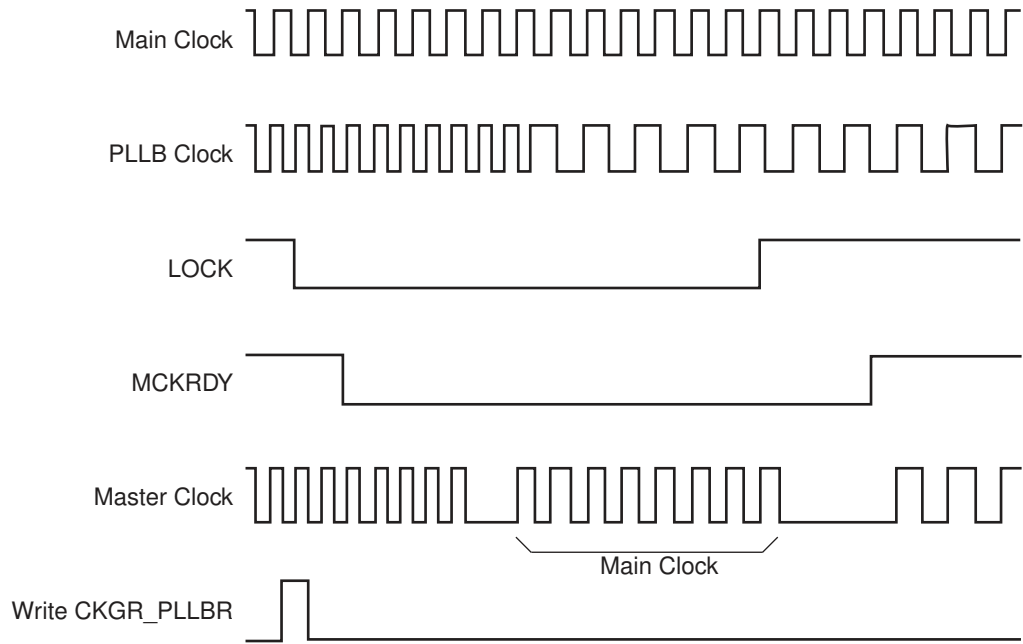 Main Clock
PLLB Clock
LOCK
MCKRDY
Master Clock
Main Clock
Write CKGR_PLLBR